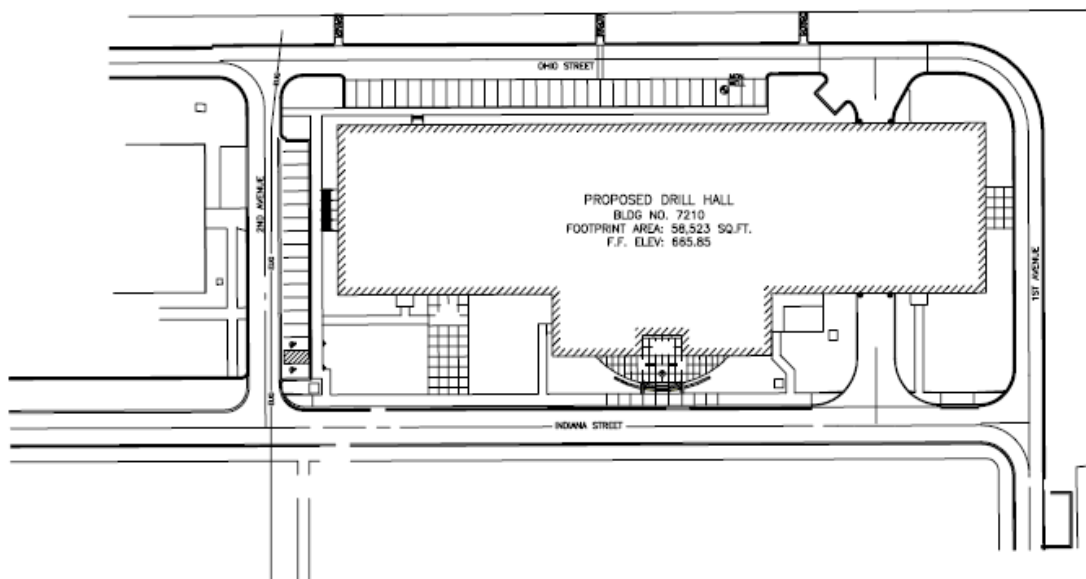 OHIO STREET
2ND AVENUE
PROPOSED DRILL HALL
BLDG NO. 7210
FOOTPRINT AREA: 58,523 SQ.FT.
F.F. ELEV: 665.85
1ST AVENUE
INDIANA STREET